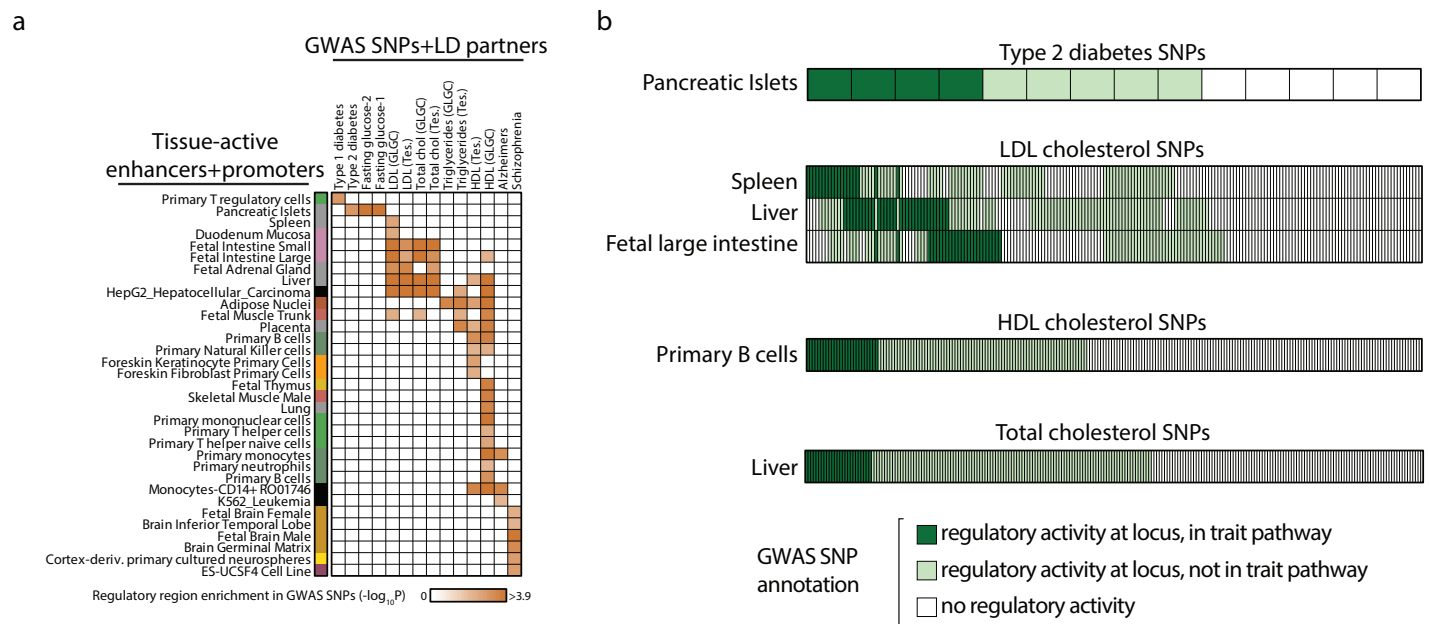 a
GWAS SNPs+LD partners
Tissue-active
enhancers+promoters
Type 1 diabetes
Type 2 diabetes
Fasting glucose-2
Fasting glucose-1
LDL (GLGC)
LDL (Tes.)
Total chol (GLGC)
Total chol (Tes.)
Triglycerides (GLGC)
Triglycerides (Tes.)
HDL (Tes.)
HDL (GLGC)
Alzheimers
Schizophrenia
Primary T regulatory cells
Pancreatic Islets
Spleen
Duodenum Mucosa
Fetal Intestine Small
Fetal Intestine Large
Fetal Adrenal Gland
Liver
HepG2_Hepatocellular_Carcinoma
Adipose Nuclei
Fetal Muscle Trunk
Placenta
Primary B cells
Primary Natural Killer cells
Foreskin Keratinocyte Primary Cells
Foreskin Fibroblast Primary Cells
Fetal Thymus
Skeletal Muscle Male
Lung
Primary mononuclear cells
Primary T helper cells
Primary T helper naive cells
Primary monocytes
Primary neutrophils
Primary B cells
Monocytes-CD14+ RO01746
K562_Leukemia
Fetal Brain Female
Brain Inferior Temporal Lobe
Fetal Brain Male
Brain Germinal Matrix
Cortex-deriv. primary cultured neurospheres
ES-UCSF4 Cell Line
Regulatory region enrichment in GWAS SNPs (-log10P) 0 >3.9
b
Type 2 diabetes SNPs
Pancreatic Islets
LDL cholesterol SNPs
Spleen
Liver
Fetal large intestine
HDL cholesterol SNPs
Primary B cells
Total cholesterol SNPs
Liver
GWAS SNP
annotation
regulatory activity at locus, in trait pathway
regulatory activity at locus, not in trait pathway
no regulatory activity